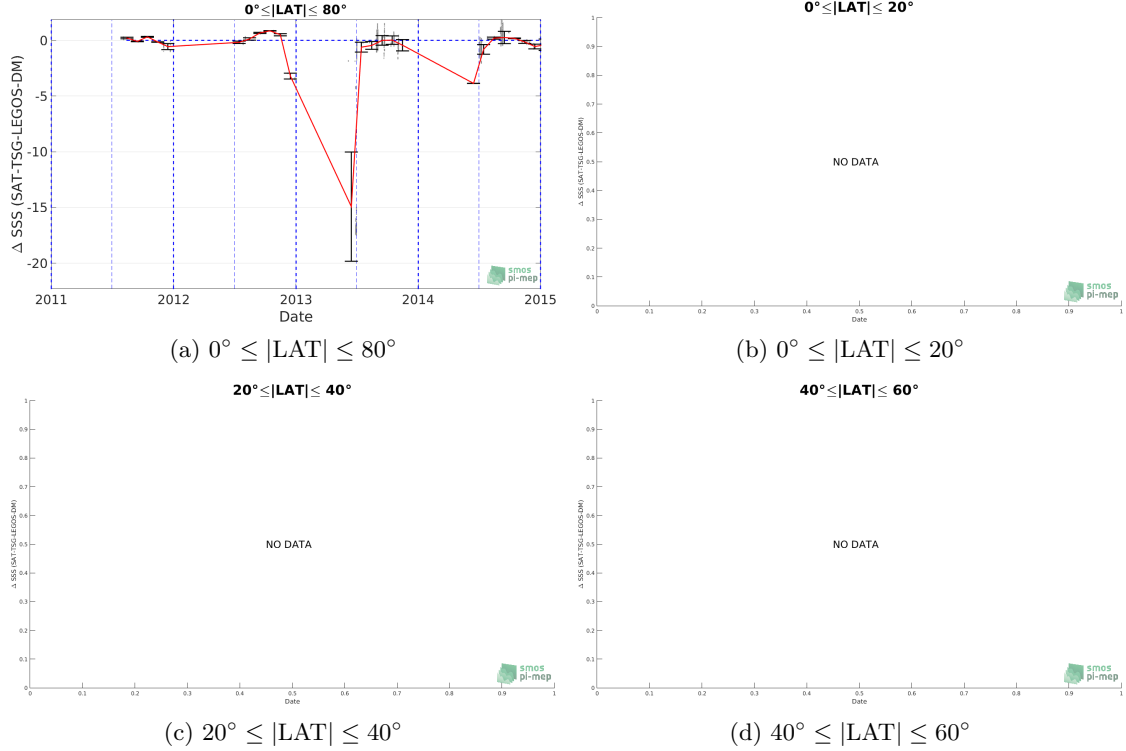 0°≤|LAT|≤ 80°
Δ SSS (SAT-TSG-LEGOS-DM)
0
-5
-10
-15
-20
2011
2012
2013
2014
2015
Date
smos
pi-mep
(a) 0° ≤ |LAT| ≤ 80°
0°≤|LAT|≤ 20°
Δ SSS (SAT-TSG-LEGOS-DM)
1
0.9
0.8
0.7
0.6
0.5
0.4
0.3
0.2
0.1
0
NO DATA
0 0.1 0.2 0.3 0.4 0.5 0.6 0.7 0.8 0.9 1
Date
smos
pi-mep
(b) 0° ≤ |LAT| ≤ 20°
20°≤|LAT|≤ 40°
Δ SSS (SAT-TSG-LEGOS-DM)
1
0.9
0.8
0.7
0.6
0.5
0.4
0.3
0.2
0.1
0
NO DATA
0 0.1 0.2 0.3 0.4 0.5 0.6 0.7 0.8 0.9 1
Date
smos
pi-mep
(c) 20° ≤ |LAT| ≤ 40°
40°≤|LAT|≤ 60°
Δ SSS (SAT-TSG-LEGOS-DM)
1
0.9
0.8
0.7
0.6
0.5
0.4
0.3
0.2
0.1
0
NO DATA
0 0.1 0.2 0.3 0.4 0.5 0.6 0.7 0.8 0.9 1
Date
smos
pi-mep
(d) 40° ≤ |LAT| ≤ 60°